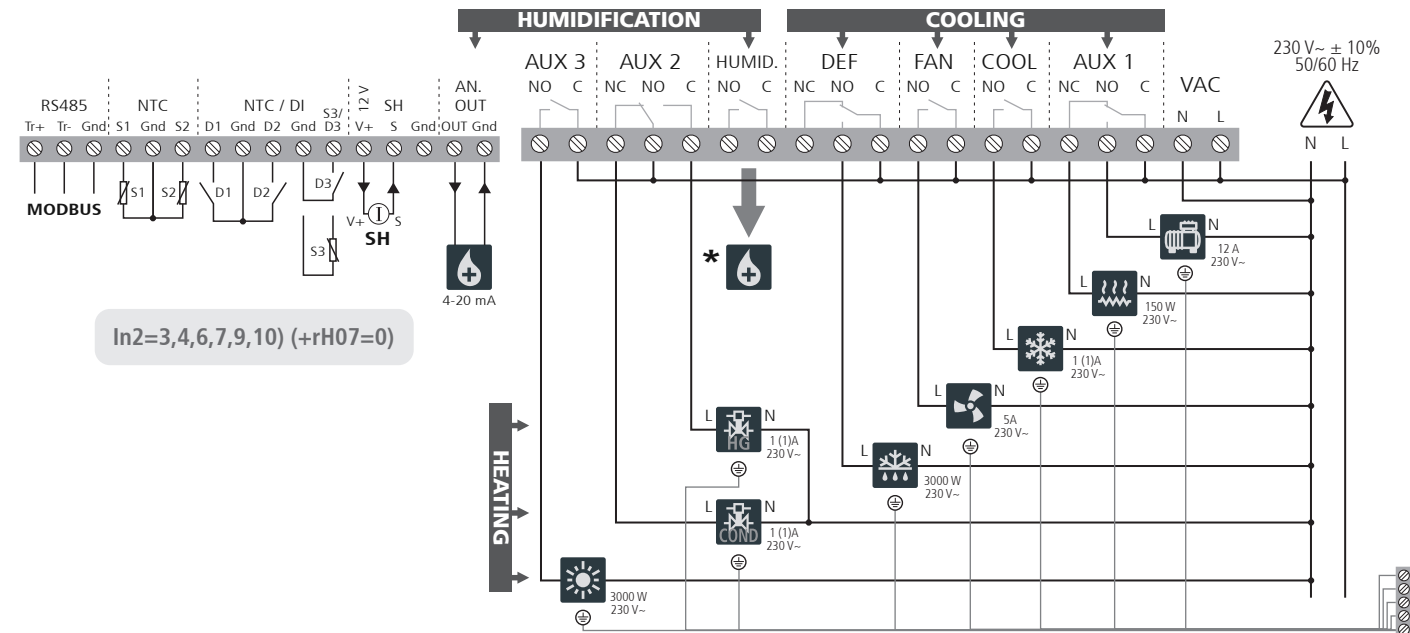 HUMIDIFICATION
COOLING
230 V~ ± 10%
50/60 Hz
AUX 3 AUX 2 HUMID. DEF FAN COOL AUX 1 VAC
NO C NC NO C NO C NC NO C NO C NO C NC NO C N L
N L
RS485 NTC NTC / DI 12 V SH AN. OUT
Tr+ Tr- Gnd S1 Gnd S2 D1 Gnd D2 Gnd S3/D3 V+ S Gnd OUT Gnd
S1 S2 D1 D2 D3
MODBUS
V+ I S
SH
S3
4-20 mA
*
In2=3,4,6,7,9,10) (+rH07=0)
L N
12 A
230 V~
L N
150 W
230 V~
L N
1 (1)A
230 V~
L N
5A
230 V~
L N
3000 W
230 V~
HEATING
L N
HG
1 (1)A
230 V~
L N
COND
1 (1)A
230 V~
3000 W
230 V~